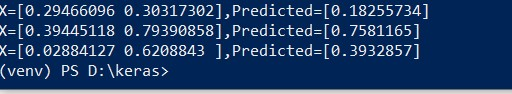 X=[0.29466096 0.30317302],Predicted=[0.18255734]
X=[0.39445118 0.79390858],Predicted=[0.7581165]
X=[0.02884127 0.6208843 ],Predicted=[0.3932857]
(venv) PS D:\keras>